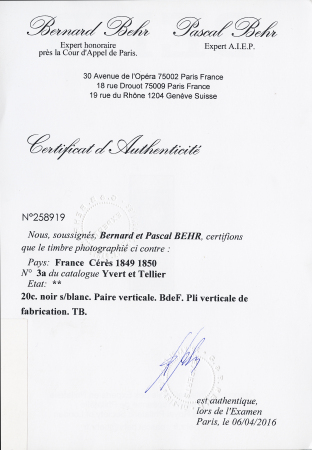 Bernard Behr Pascal Behr
Expert honoraire Expert A.I.E.P.
près la Cour d'Appel de Paris.
30 Avenue de l'Opéra 75002 Paris France
18 rue Drouot 75009 Paris France
19 rue du Rhône 1204 Genève Suisse
Certificat d'Authenticité
N°258919
Nous, soussignés, Bernard et Pascal BEHR, certifions
que le timbre photographié ci contre :
Pays: France Cérès 1849 1850
N° 3a du catalogue Yvert et Tellier
Etat: **
20c. noir s/blanc. Paire verticale. BdeF. Pli verticale de
fabrication. TB.
est authentique,
lors de l'Examen
Paris, le 06/04/2016